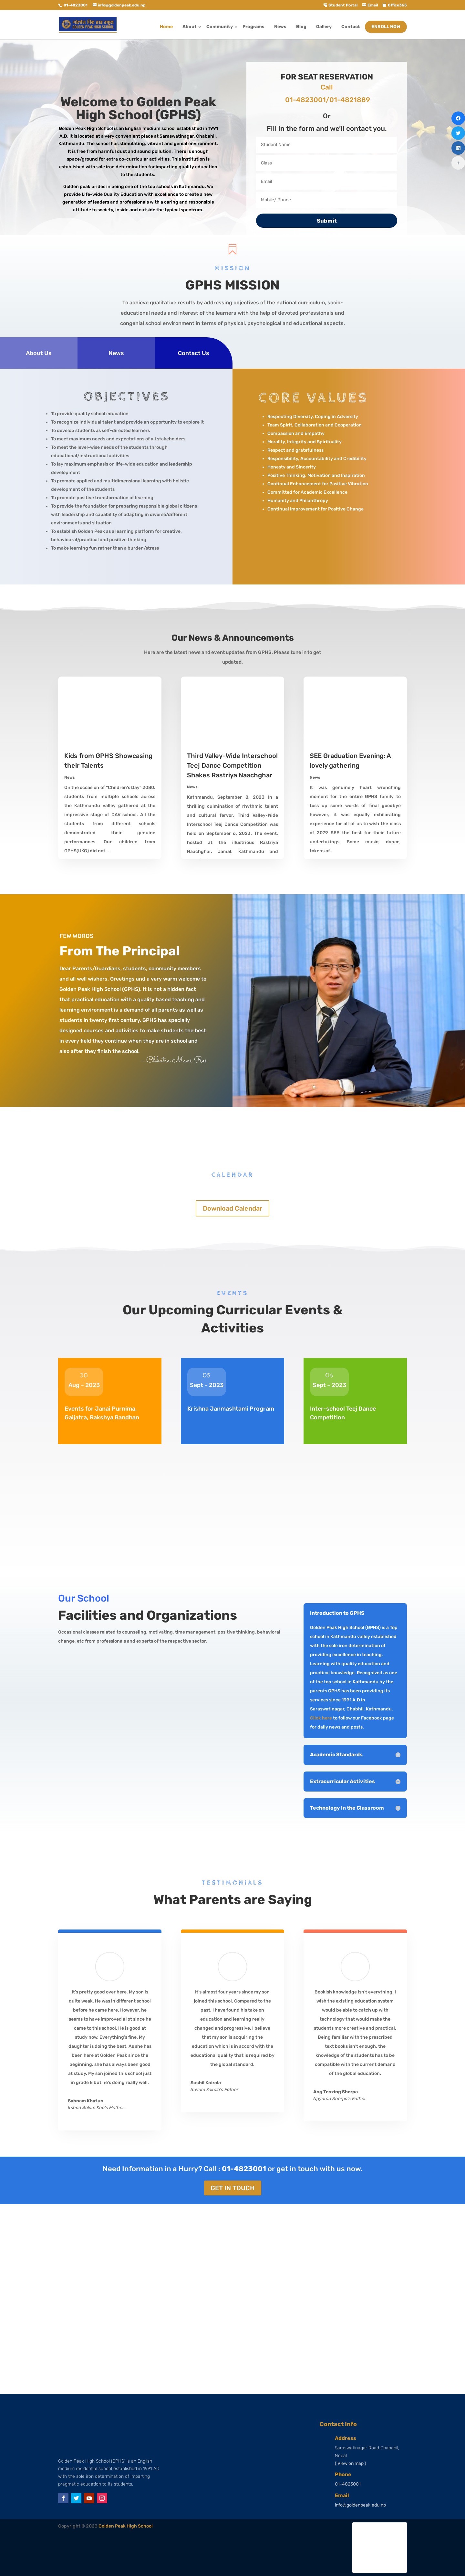 01-4823001 info@goldenpeak.edu.np Student Portal Email Office365
Home About Community Programs News Blog Gallery Contact ENROLL NOW
Welcome to Golden Peak
High School (GPHS)
Golden Peak High School is an English medium school established in 1991
A.D. It is located at a very convenient place at Saraswatinagar, Chabahil,
Kathmandu. The school has stimulating, vibrant and genial environment.
It is free from harmful dust and sound pollution. There is enough
space/ground for extra co-curricular activities. This institution is
established with sole iron determination for imparting quality education
to the students.
Golden peak prides in being one of the top schools in Kathmandu. We
provide Life-wide Quality Education with excellence to create a new
generation of leaders and professionals with a caring and responsible
attitude to society, inside and outside the typical spectrum.
FOR SEAT RESERVATION
Call
01-4823001/01-4821889
Or
Fill in the form and we'll contact you.
Student Name
Class
Email
Mobile/ Phone
Submit
MISSION
GPHS MISSION
To achieve qualitative results by addressing objectives of the national curriculum, socio-
educational needs and interest of the learners with the help of devoted professionals and
congenial school environment in terms of physical, psychological and educational aspects.
About Us
News
Contact Us
OBJECTIVES
To provide quality school education
To recognize individual talent and provide an opportunity to explore it
To develop students as self-directed learners
To meet maximum needs and expectations of all stakeholders
To meet the level-wise needs of the students through
educational/instructional activities
To lay maximum emphasis on life-wide education and leadership
development
To promote applied and multidimensional learning with holistic
development of the students
To promote positive transformation of learning
To provide the foundation for preparing responsible global citizens
with leadership and capability of adapting in diverse/different
environments and situation
To establish Golden Peak as a learning platform for creative,
behavioural/practical and positive thinking
To make learning fun rather than a burden/stress
CORE VALUES
Respecting Diversity, Coping in Adversity
Team Spirit, Collaboration and Cooperation
Compassion and Empathy
Morality, Integrity and Spirituality
Respect and gratefulness
Responsibility, Accountability and Credibility
Honesty and Sincerity
Positive Thinking, Motivation and Inspiration
Continual Enhancement for Positive Vibration
Committed for Academic Excellence
Humanity and Philanthropy
Continual Improvement for Positive Change
Our News & Announcements
Here are the latest news and event updates from GPHS. Please tune in to get
updated.
Kids from GPHS Showcasing
their Talents
News
On the occasion of "Children's Day" 2080,
students from multiple schools across
the Kathmandu valley gathered at the
impressive stage of DAV school. All the
students from different schools
demonstrated their genuine
performances. Our children from
GPHS(UKG) did not...
Third Valley-Wide Interschool
Teej Dance Competition
Shakes Rastriya Naachghar
News
Kathmandu, September 8, 2023 In a
thrilling culmination of rhythmic talent
and cultural fervor, Third Valley-Wide
Interschool Teej Dance Competition was
held on September 6, 2023. The event,
hosted at the illustrious Rastriya
Naachghar, Jamal, Kathmandu and
SEE Graduation Evening: A
lovely gathering
News
It was genuinely heart wrenching
moment for the entire GPHS family to
toss up some words of final goodbye
however, it was equally exhilarating
experience for all of us to wish the class
of 2079 SEE the best for their future
undertakings. Some music, dance,
tokens of...
FEW WORDS
From The Principal
Dear Parents/Guardians, students, community members
and all well wishers, Greetings and a very warm welcome to
Golden Peak High School (GPHS). It is not a hidden fact
that practical education with a quality based teaching and
learning environment is a demand of all parents as well as
students in twenty first century. GPHS has specially
designed courses and activities to make the students the best
in every field they continue when they are in school and
also after they finish the school.
- Chhatra Mani Rai
CALENDAR
Download Calendar
EVENTS
Our Upcoming Curricular Events &
Activities
30
Aug – 2023
Events for Janai Purnima,
Gaijatra, Rakshya Bandhan
05
Sept – 2023
Krishna Janmashtami Program
06
Sept – 2023
Inter-school Teej Dance
Competition
Our School
Facilities and Organizations
Occasional classes related to counseling, motivating, time management, positive thinking, behavioral
change, etc from professionals and experts of the respective sector.
Introduction to GPHS
Golden Peak High School (GPHS) is a Top
school in Kathmandu valley established
with the sole iron determination of
providing excellence in teaching.
Learning with quality education and
practical knowledge. Recognized as one
of the top school in Kathmandu by the
parents GPHS has been providing its
services since 1991 A.D in
Saraswatinagar, Chabhil, Kathmandu.
Click here to follow our Facebook page
for daily news and posts.
Academic Standards
Extracurricular Activities
Technology In the Classroom
TESTIMONIALS
What Parents are Saying
It's pretty good over here. My son is
quite weak. He was in different school
before he came here. However, he
seems to have improved a lot since he
came to this school. He is good at
study now. Everything's fine. My
daughter is doing the best. As she has
been here at Golden Peak since the
beginning, she has always been good
at study. My son joined this school just
in grade 8 but he's doing really well.
Sabnam Khatun
Irshad Aalam Kha's Mother
It's almost four years since my son
joined this school. Compared to the
past, I have found his take on
education and learning really
changed and progressive. I believe
that my son is acquiring the
education which is in accord with the
educational quality that is required by
the global standard.
Sushil Koirala
Suvam Koirala's Father
Bookish knowledge isn't everything. I
wish the existing education system
would be able to catch up with
technology that would make the
students more creative and practical.
Being familiar with the prescribed
text books isn't enough, the
knowledge of the students has to be
compatible with the current demand
of the global education.
Ang Tenzing Sherpa
Ngyaron Sherpa's Father
Need Information in a Hurry? Call : 01-4823001 or get in touch with us now.
GET IN TOUCH
Golden Peak High School (GPHS) is an English
medium residential school established in 1991 AD
with the sole iron determination of imparting
pragmatic education to its students.
Contact Info
Address
Saraswatinagar Road Chabahil,
Nepal
( View on map )
Phone
01-4823001
Email
info@goldenpeak.edu.np
Copyright © 2023 Golden Peak High School